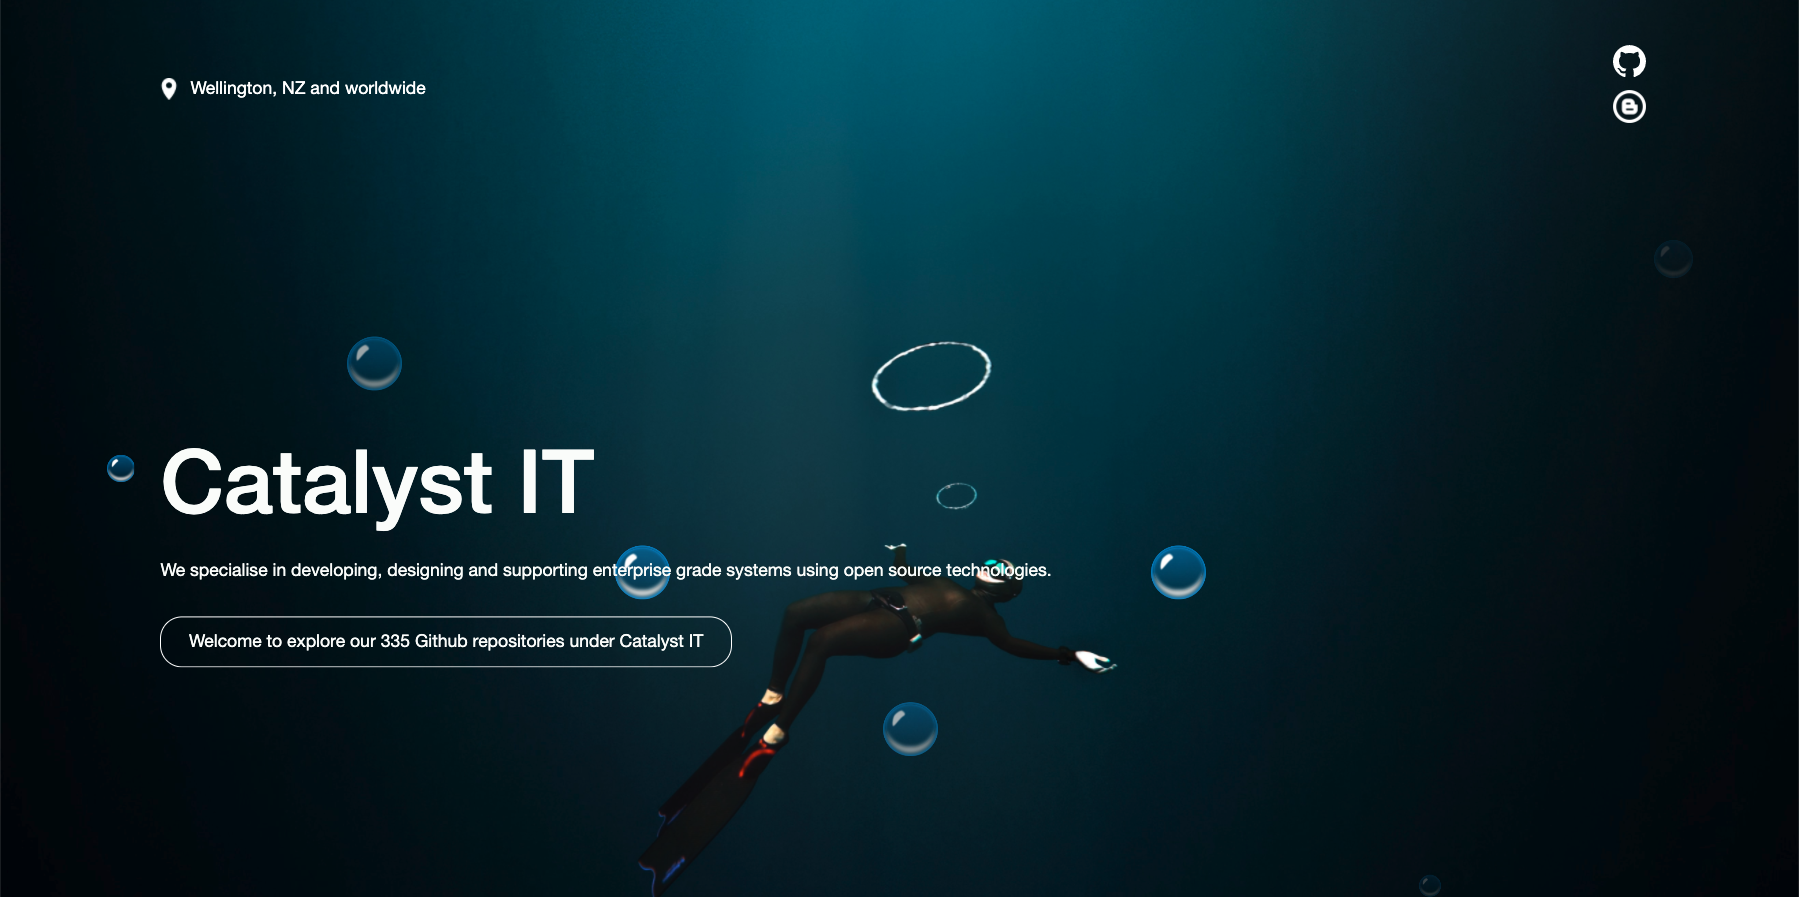 Wellington, NZ and worldwide
Catalyst IT
We specialise in developing, designing and supporting enterprise grade systems using open source technologies.
Welcome to explore our 335 Github repositories under Catalyst IT